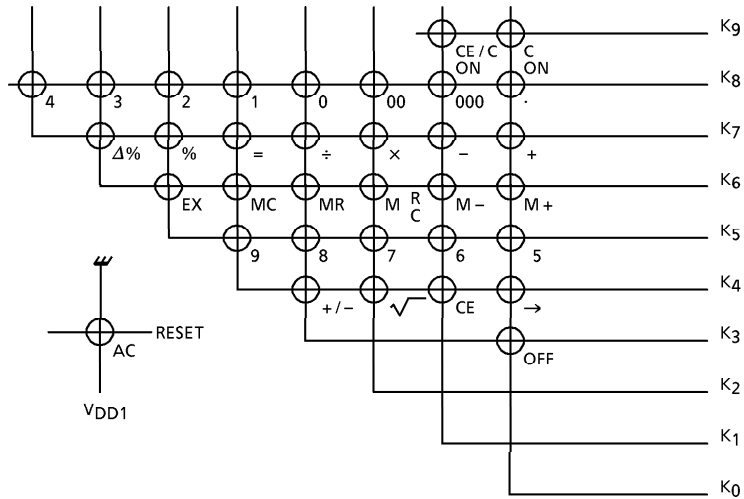 K9
CE/C C
ON ON
K8
4 3 2 1 0 00 000 ·
K7
Δ% % = ÷ × − +
K6
EX MC MR M R C M− M+
K5
9 8 7 6 5
K4
+/− √ CE →
K3
RESET
AC
OFF
K2
VDD1
K1
K0